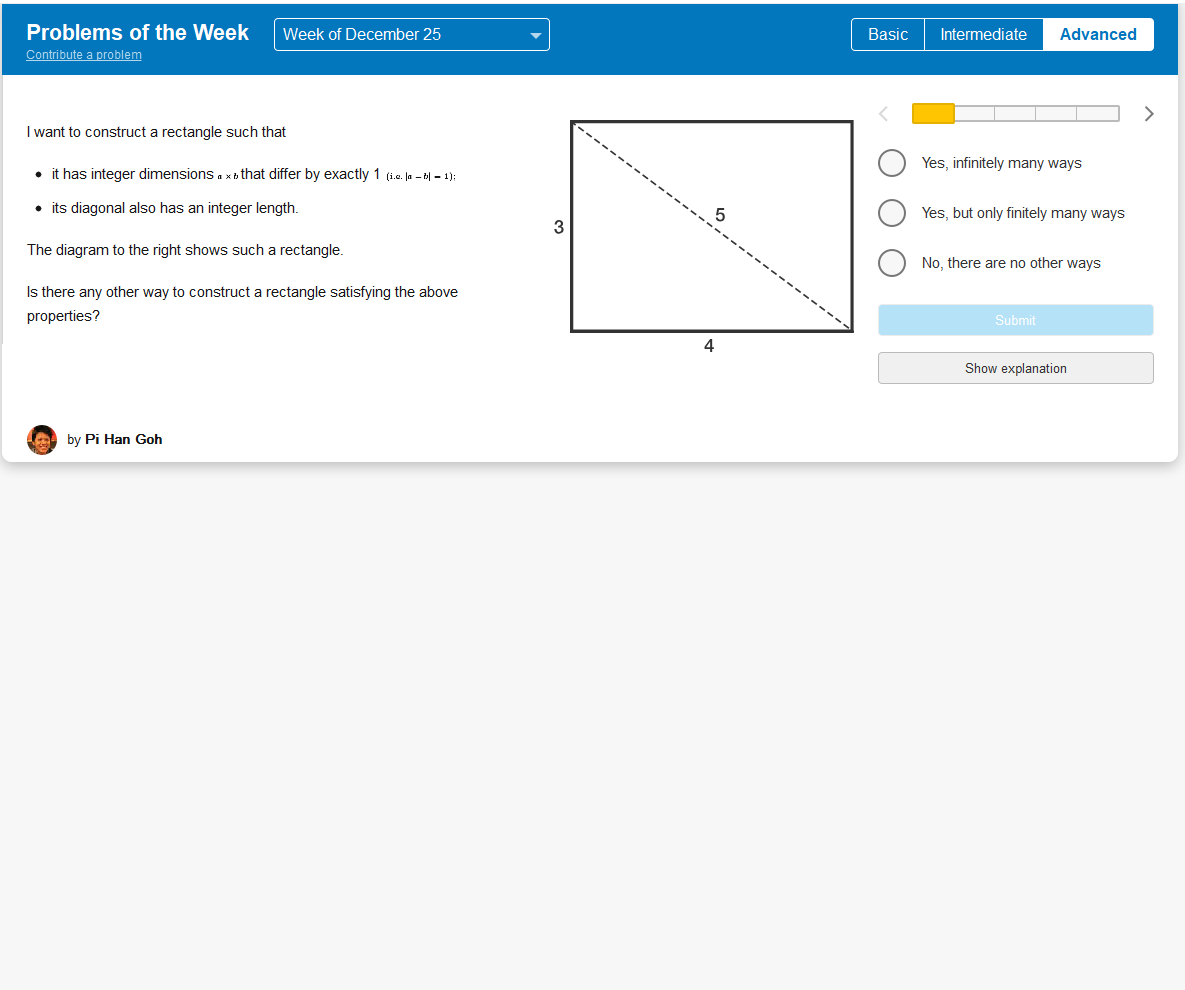 Problems of the Week
Contribute a problem
Week of December 25
Basic
Intermediate
Advanced
I want to construct a rectangle such that
• it has integer dimensions a × b that differ by exactly 1 (i.e. |a − b| = 1);
• its diagonal also has an integer length.
The diagram to the right shows such a rectangle.
Is there any other way to construct a rectangle satisfying the above
properties?
by Pi Han Goh
3
5
4
Yes, infinitely many ways
Yes, but only finitely many ways
No, there are no other ways
Submit
Show explanation